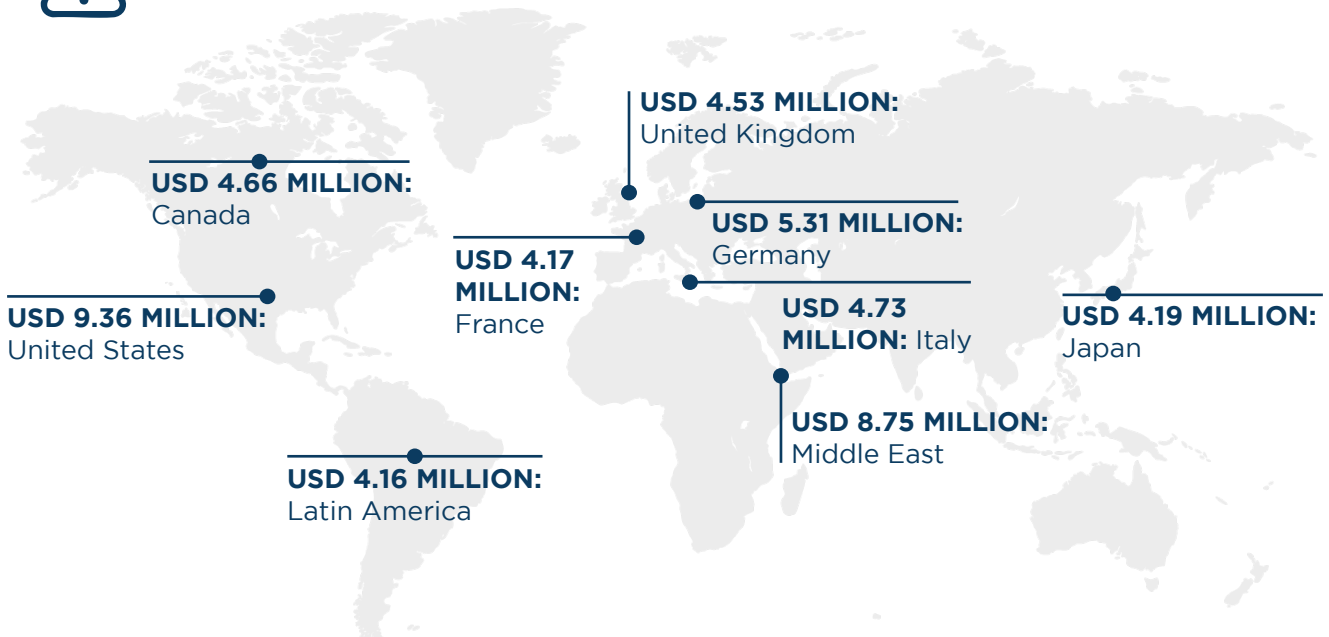 USD 4.53 MILLION:
United Kingdom
USD 4.66 MILLION:
Canada
USD 5.31 MILLION:
Germany
USD 4.17
MILLION:
France
USD 4.73
MILLION: Italy
USD 9.36 MILLION:
United States
USD 4.19 MILLION:
Japan
USD 8.75 MILLION:
Middle East
USD 4.16 MILLION:
Latin America